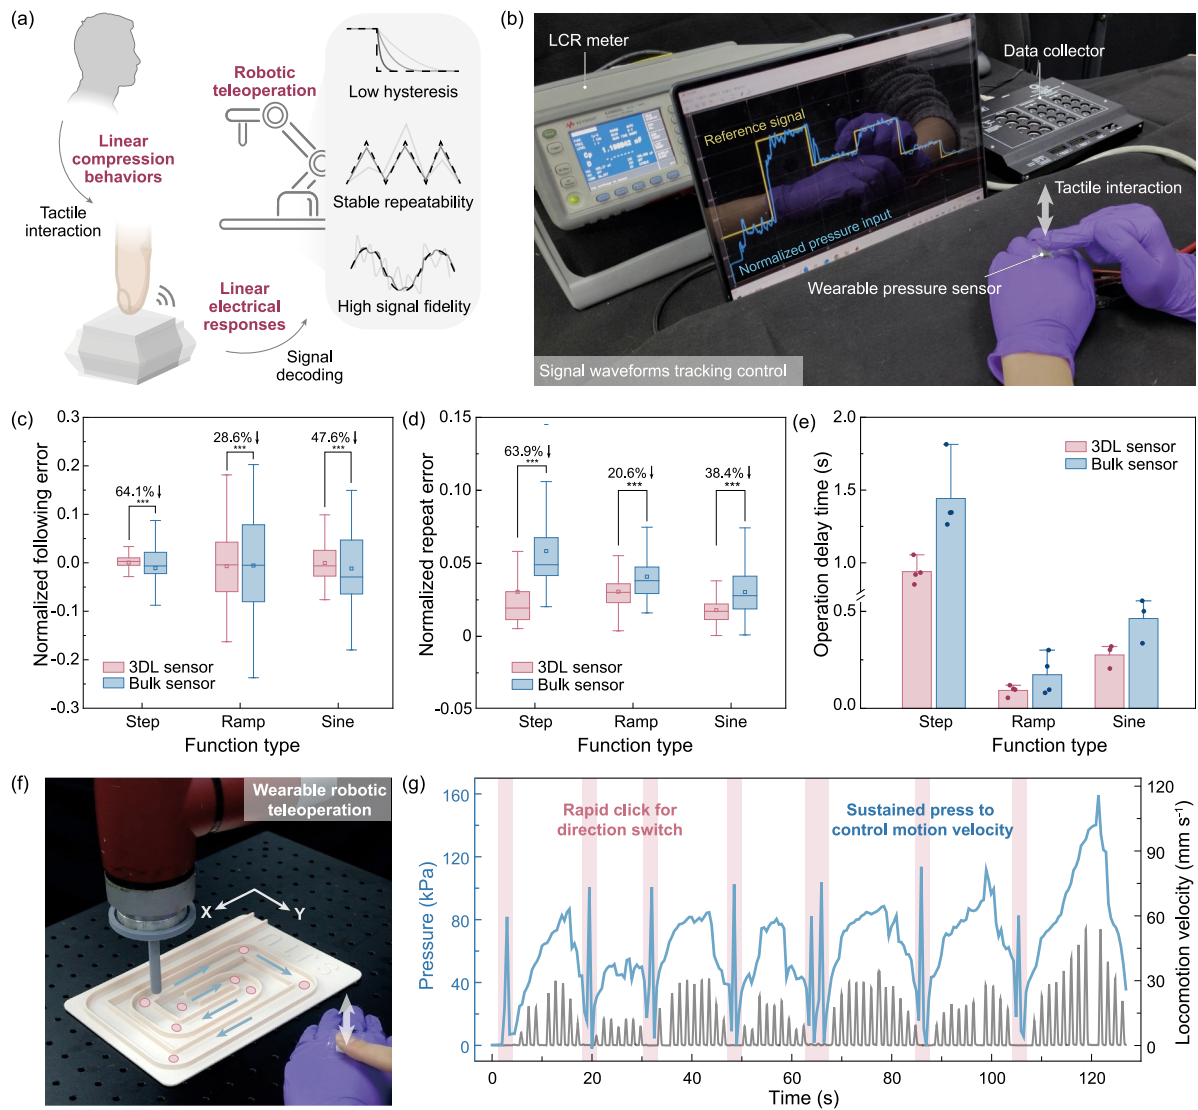 (a)
Robotic
teleoperation
Linear
compression
behaviors
Tactile
interaction
Linear
electrical
responses
Signal
decoding
Low hysteresis
Stable repeatability
High signal fidelity
(b)
LCR meter
Data collector
Reference signal
Normalized pressure input
Tactile interaction
Wearable pressure sensor
Signal waveforms tracking control
(c)
Normalized following error
0.3
0.2
0.1
0.0
-0.1
-0.2
-0.3
64.1%↓
***
28.6%↓
***
47.6%↓
***
3DL sensor
Bulk sensor
Step Ramp Sine
Function type
(d)
Normalized repeat error
0.15
0.10
0.05
0
-0.05
63.9%↓
***
20.6%↓
***
38.4%↓
***
3DL sensor
Bulk sensor
Step Ramp Sine
Function type
(e)
Operation delay time (s)
2.0
1.5
1.0
0.5
0.0
3DL sensor
Bulk sensor
Step Ramp Sine
Function type
(f)
Wearable robotic
teleoperation
X Y
(g)
Pressure (kPa)
160
120
80
40
0
Rapid click for
direction switch
Sustained press to
control motion velocity
Locomotion velocity (mm s⁻¹)
120
90
60
30
0
0 20 40 60 80 100 120
Time (s)